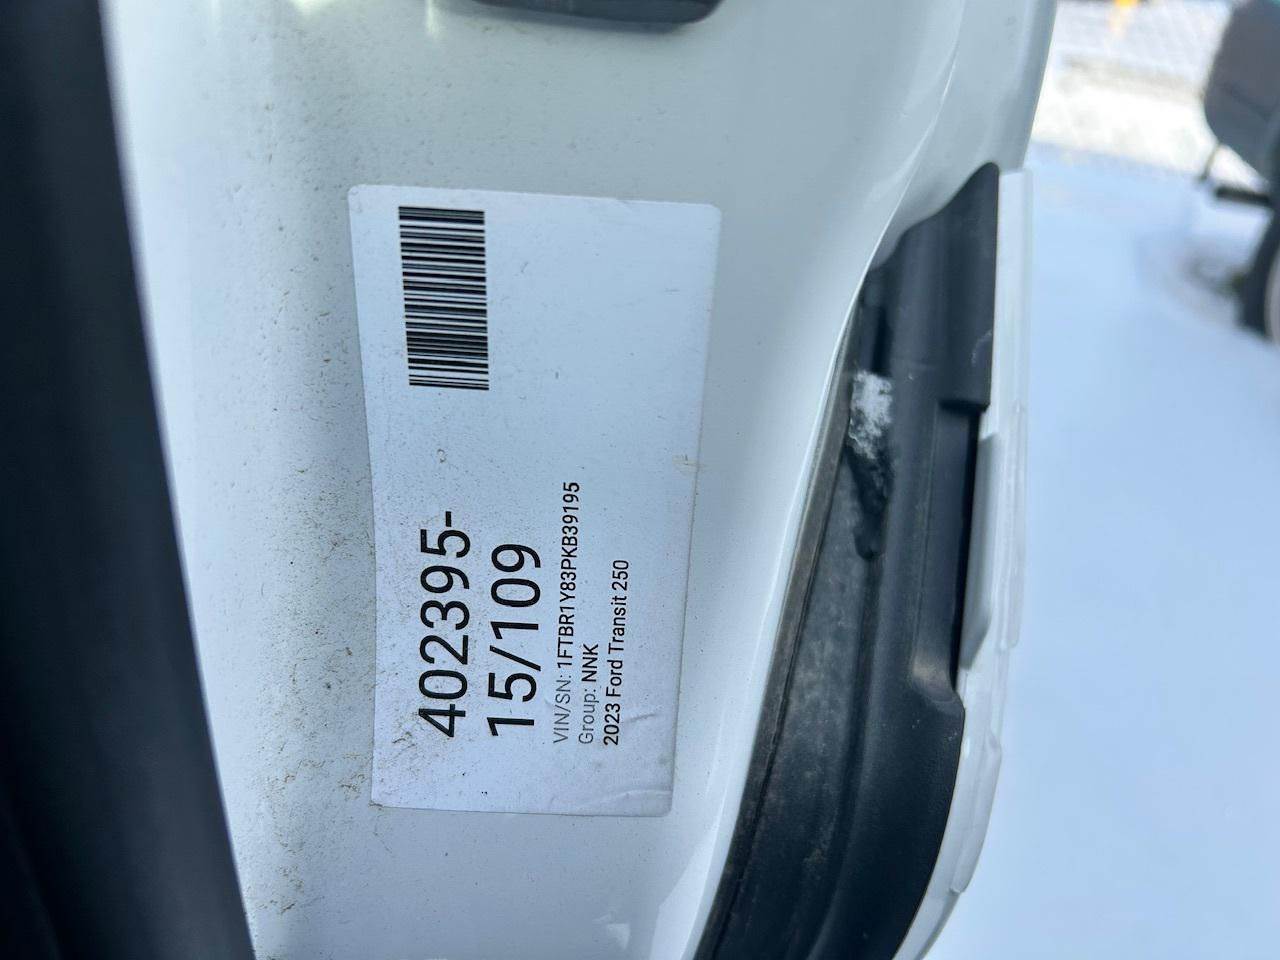 402395-
15/109
VIN/SN: 1FTBR1Y83PKB39195
Group: NNK
2023 Ford Transit 250